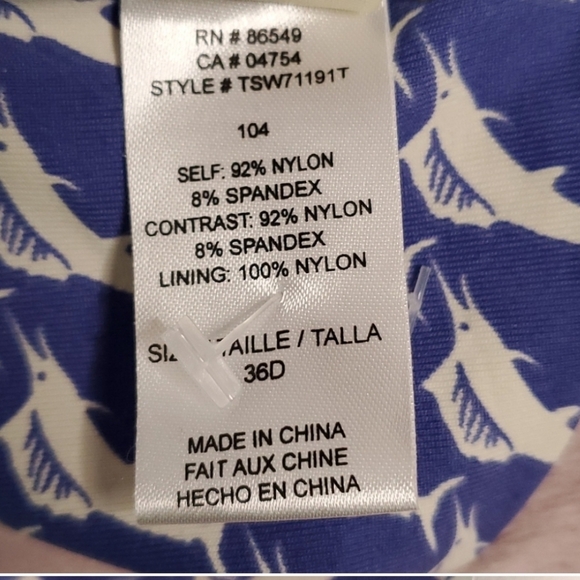 RN # 86549
CA # 04754
STYLE # TSW71191T
104
SELF: 92% NYLON
8% SPANDEX
CONTRAST: 92% NYLON
8% SPANDEX
LINING: 100% NYLON
/ TALLA
36D
MADE IN CHINA
FAIT AUX CHINE
HECHO EN CHINA